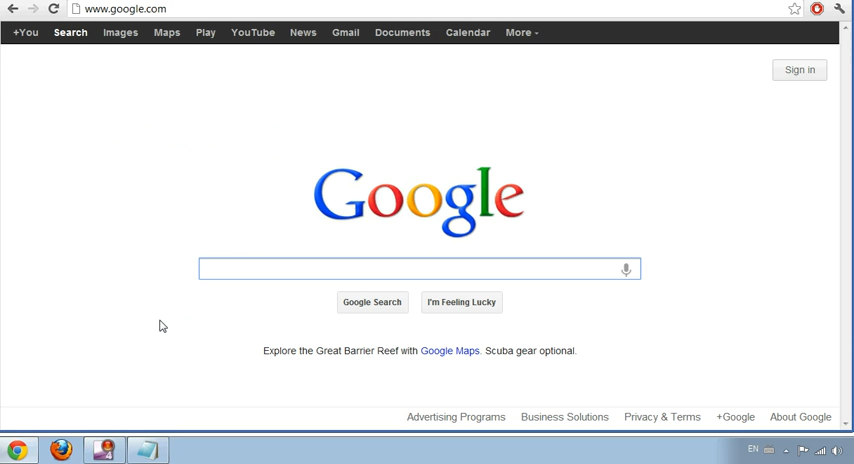 www.google.com
+You Search Images Maps Play YouTube News Gmail Documents Calendar More
Sign in
Google
Google Search I'm Feeling Lucky
Explore the Great Barrier Reef with Google Maps. Scuba gear optional.
Advertising Programs Business Solutions Privacy & Terms +Google About Google
4 EN